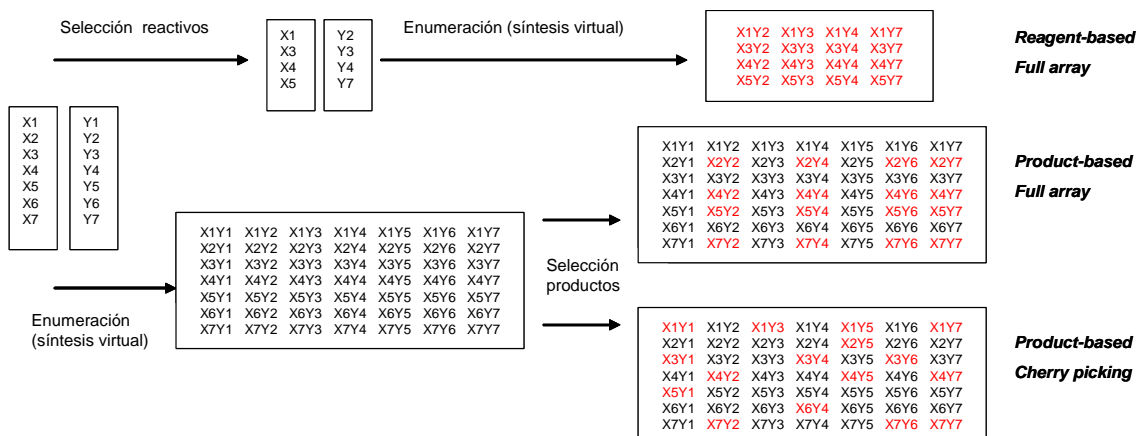 Selección reactivos
X1
X3
X4
X5
Y2
Y3
Y4
Y7
Enumeración (síntesis virtual)
X1Y2 X1Y3 X1Y4 X1Y7
X3Y2 X3Y3 X3Y4 X3Y7
X4Y2 X4Y3 X4Y4 X4Y7
X5Y2 X5Y3 X5Y4 X5Y7
Reagent-based
Full array
X1
X2
X3
X4
X5
X6
X7
Y1
Y2
Y3
Y4
Y5
Y6
Y7
Enumeración
(síntesis virtual)
X1Y1 X1Y2 X1Y3 X1Y4 X1Y5 X1Y6 X1Y7
X2Y1 X2Y2 X2Y3 X2Y4 X2Y5 X2Y6 X2Y7
X3Y1 X3Y2 X3Y3 X3Y4 X3Y5 X3Y6 X3Y7
X4Y1 X4Y2 X4Y3 X4Y4 X4Y5 X4Y6 X4Y7
X5Y1 X5Y2 X5Y3 X5Y4 X5Y5 X5Y6 X5Y7
X6Y1 X6Y2 X6Y3 X6Y4 X6Y5 X6Y6 X6Y7
X7Y1 X7Y2 X7Y3 X7Y4 X7Y5 X7Y6 X7Y7
Selección
productos
X1Y1 X1Y2 X1Y3 X1Y4 X1Y5 X1Y6 X1Y7
X2Y1 X2Y2 X2Y3 X2Y4 X2Y5 X2Y6 X2Y7
X3Y1 X3Y2 X3Y3 X3Y4 X3Y5 X3Y6 X3Y7
X4Y1 X4Y2 X4Y3 X4Y4 X4Y5 X4Y6 X4Y7
X5Y1 X5Y2 X5Y3 X5Y4 X5Y5 X5Y6 X5Y7
X6Y1 X6Y2 X6Y3 X6Y4 X6Y5 X6Y6 X6Y7
X7Y1 X7Y2 X7Y3 X7Y4 X7Y5 X7Y6 X7Y7
Product-based
Full array
X1Y1 X1Y2 X1Y3 X1Y4 X1Y5 X1Y6 X1Y7
X2Y1 X2Y2 X2Y3 X2Y4 X2Y5 X2Y6 X2Y7
X3Y1 X3Y2 X3Y3 X3Y4 X3Y5 X3Y6 X3Y7
X4Y1 X4Y2 X4Y3 X4Y4 X4Y5 X4Y6 X4Y7
X5Y1 X5Y2 X5Y3 X5Y4 X5Y5 X5Y6 X5Y7
X6Y1 X6Y2 X6Y3 X6Y4 X6Y5 X6Y6 X6Y7
X7Y1 X7Y2 X7Y3 X7Y4 X7Y5 X7Y6 X7Y7
Product-based
Cherry picking